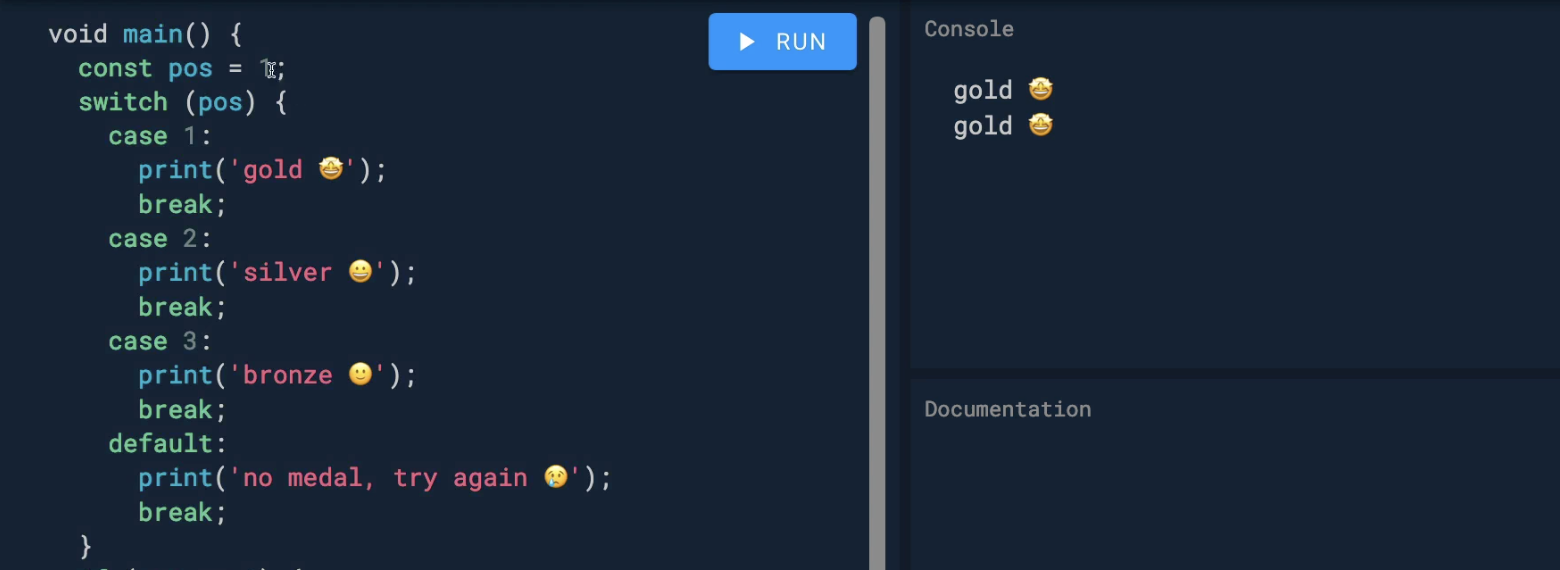 void main() {
const pos = 1;
switch (pos) {
case 1:
print('gold 🤩');
break;
case 2:
print('silver 😀');
break;
case 3:
print('bronze 🙂');
break;
default:
print('no medal, try again 😢');
break;
}
RUN
Console
gold 🤩
gold 🤩
Documentation